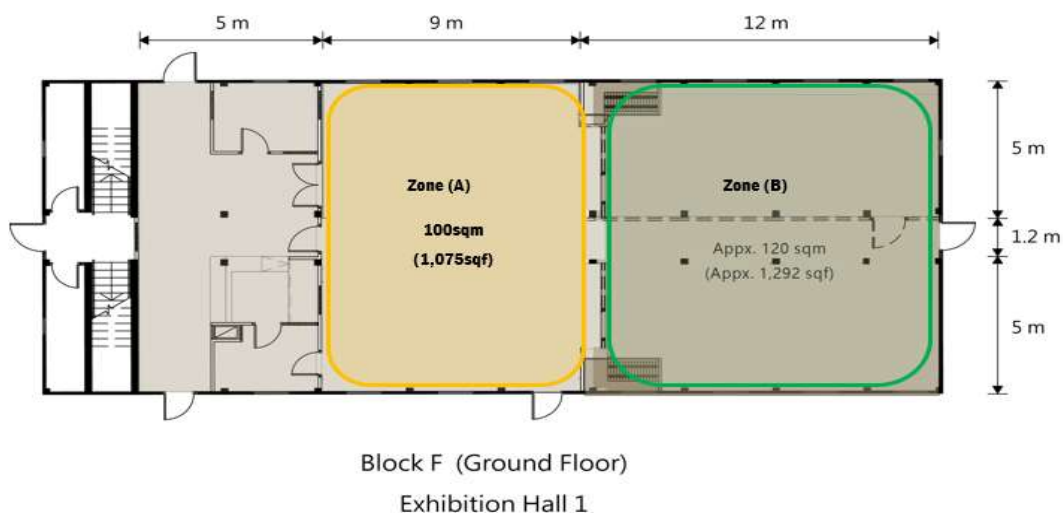 5 m
9 m
12 m
Zone (A)
100sqm
(1,075sqf)
Zone (B)
Appx. 120 sqm
(Appx. 1,292 sqf)
5 m
1.2 m
5 m
Block F (Ground Floor)
Exhibition Hall 1